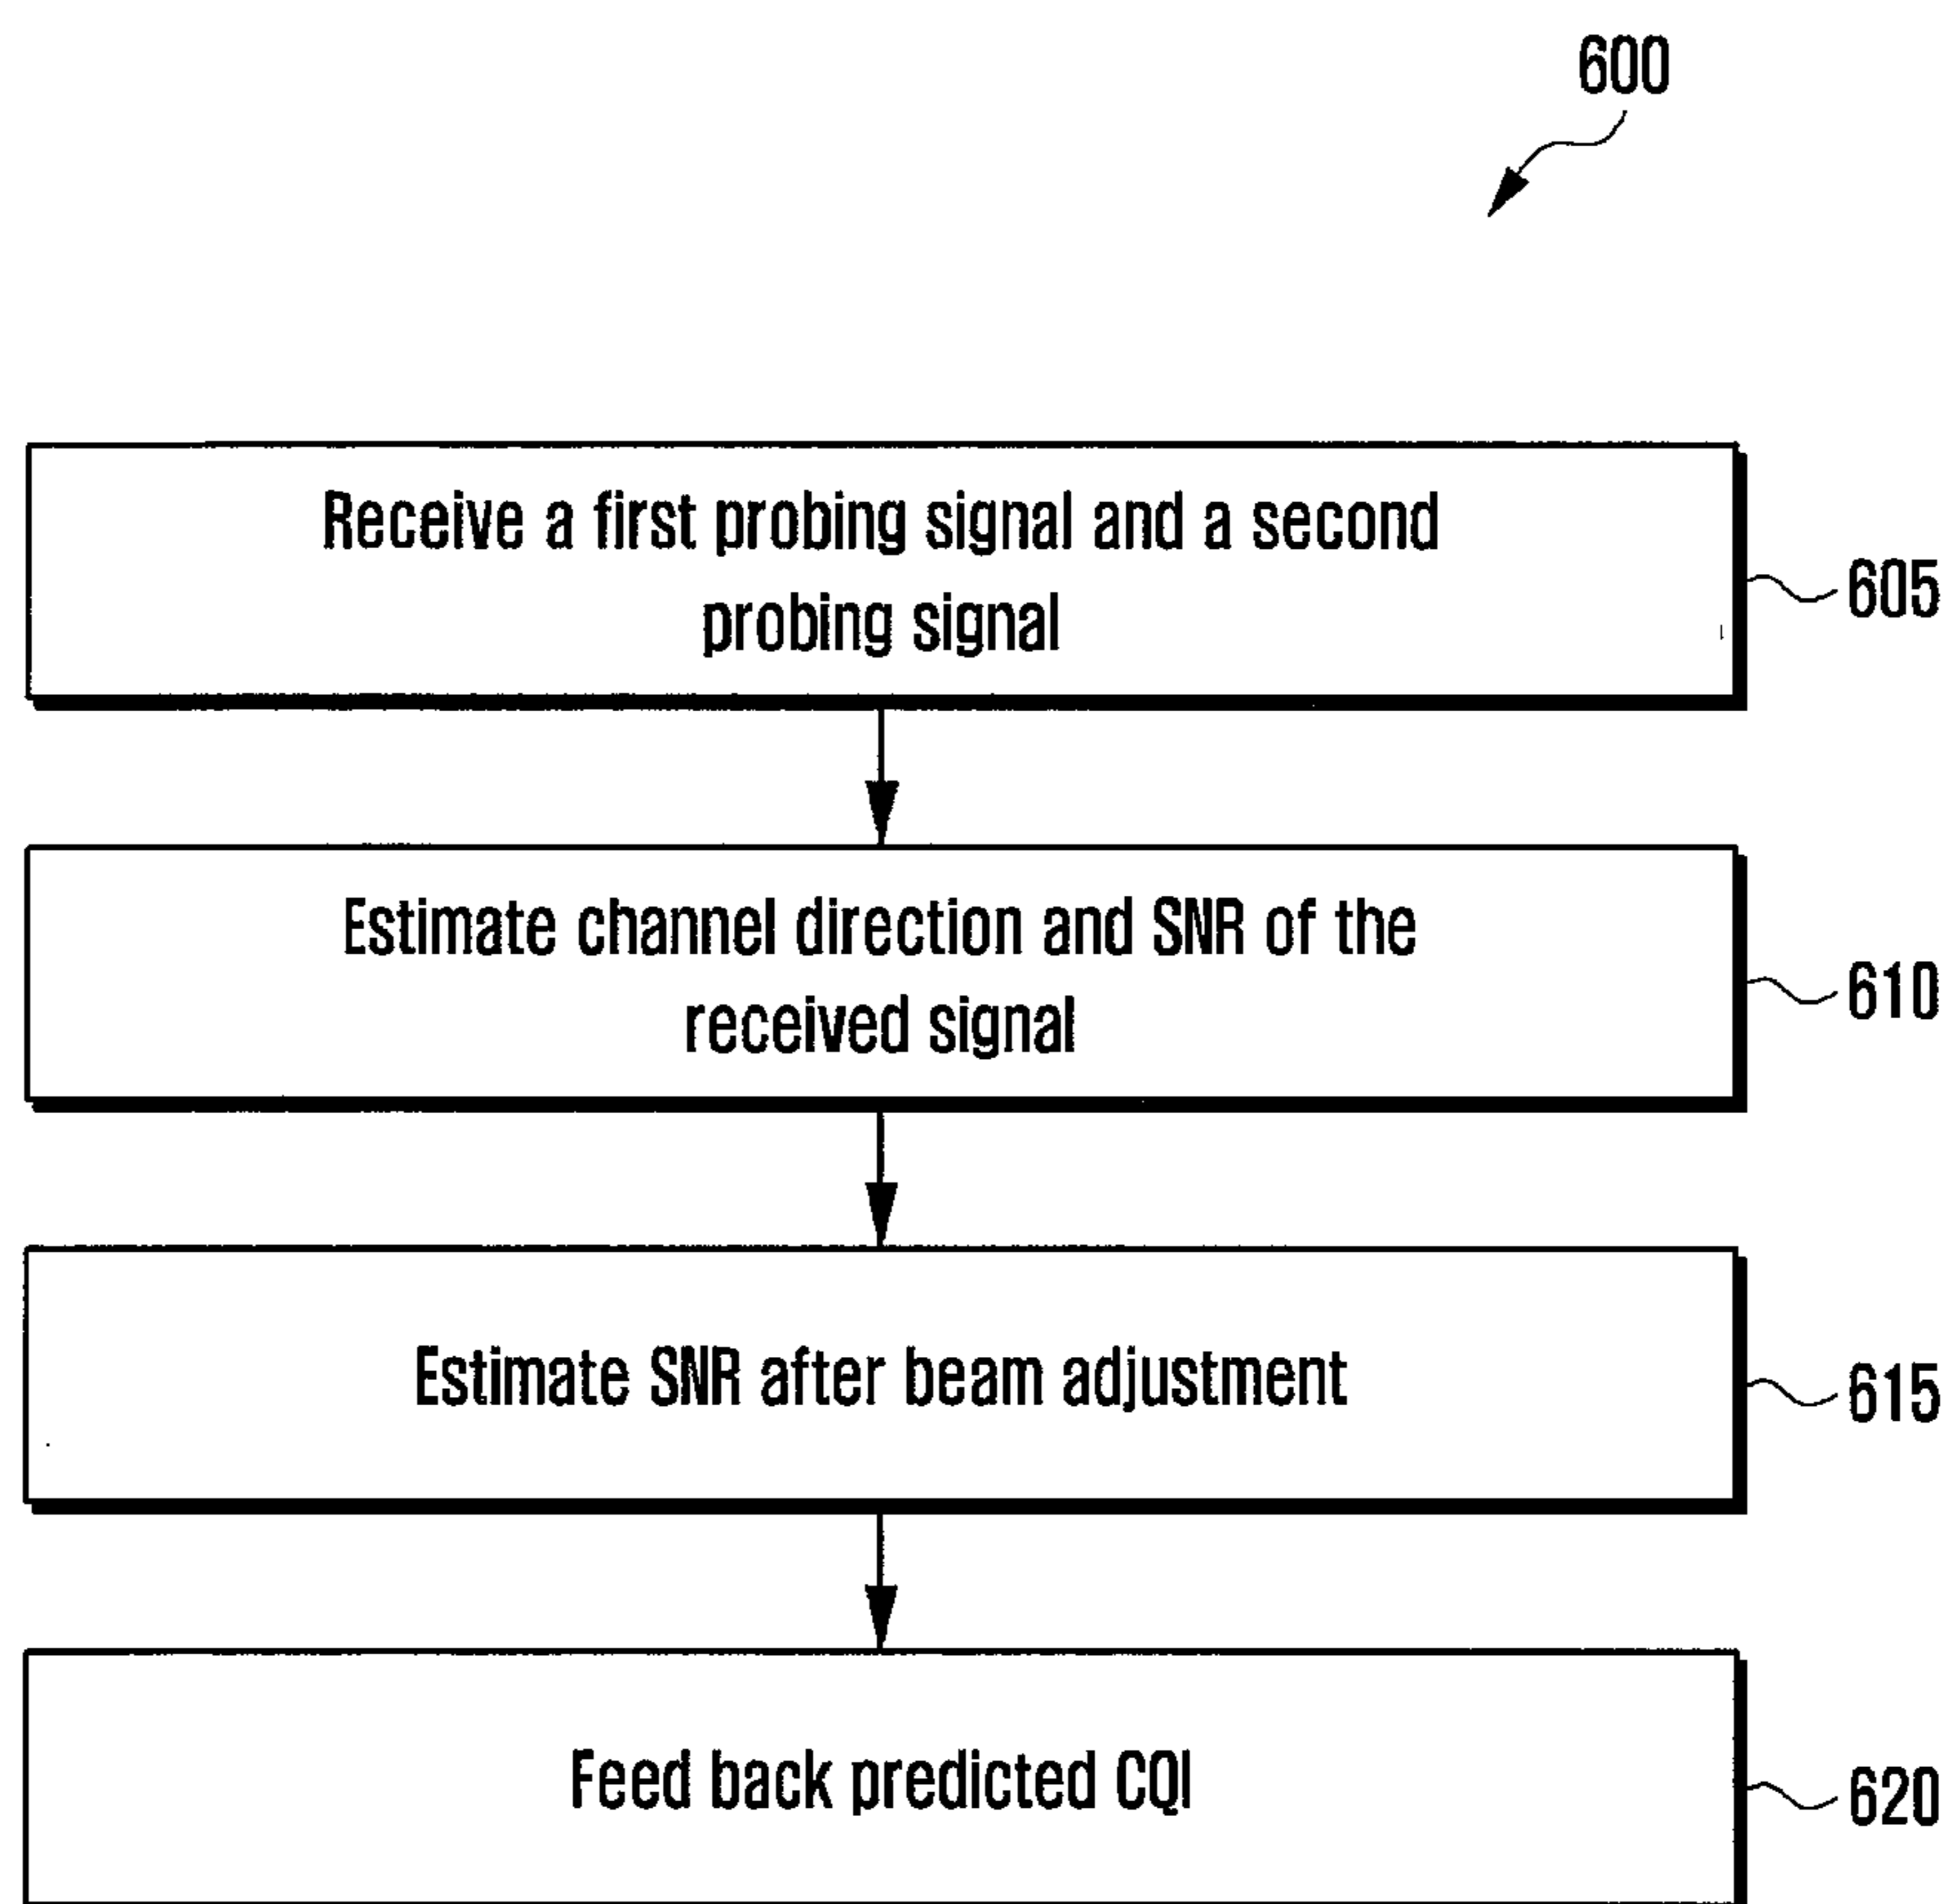 600
Receive a first probing signal and a second
probing signal
605
Estimate channel direction and SNR of the
received signal
610
Estimate SNR after beam adjustment
615
Feed back predicted CQI
620